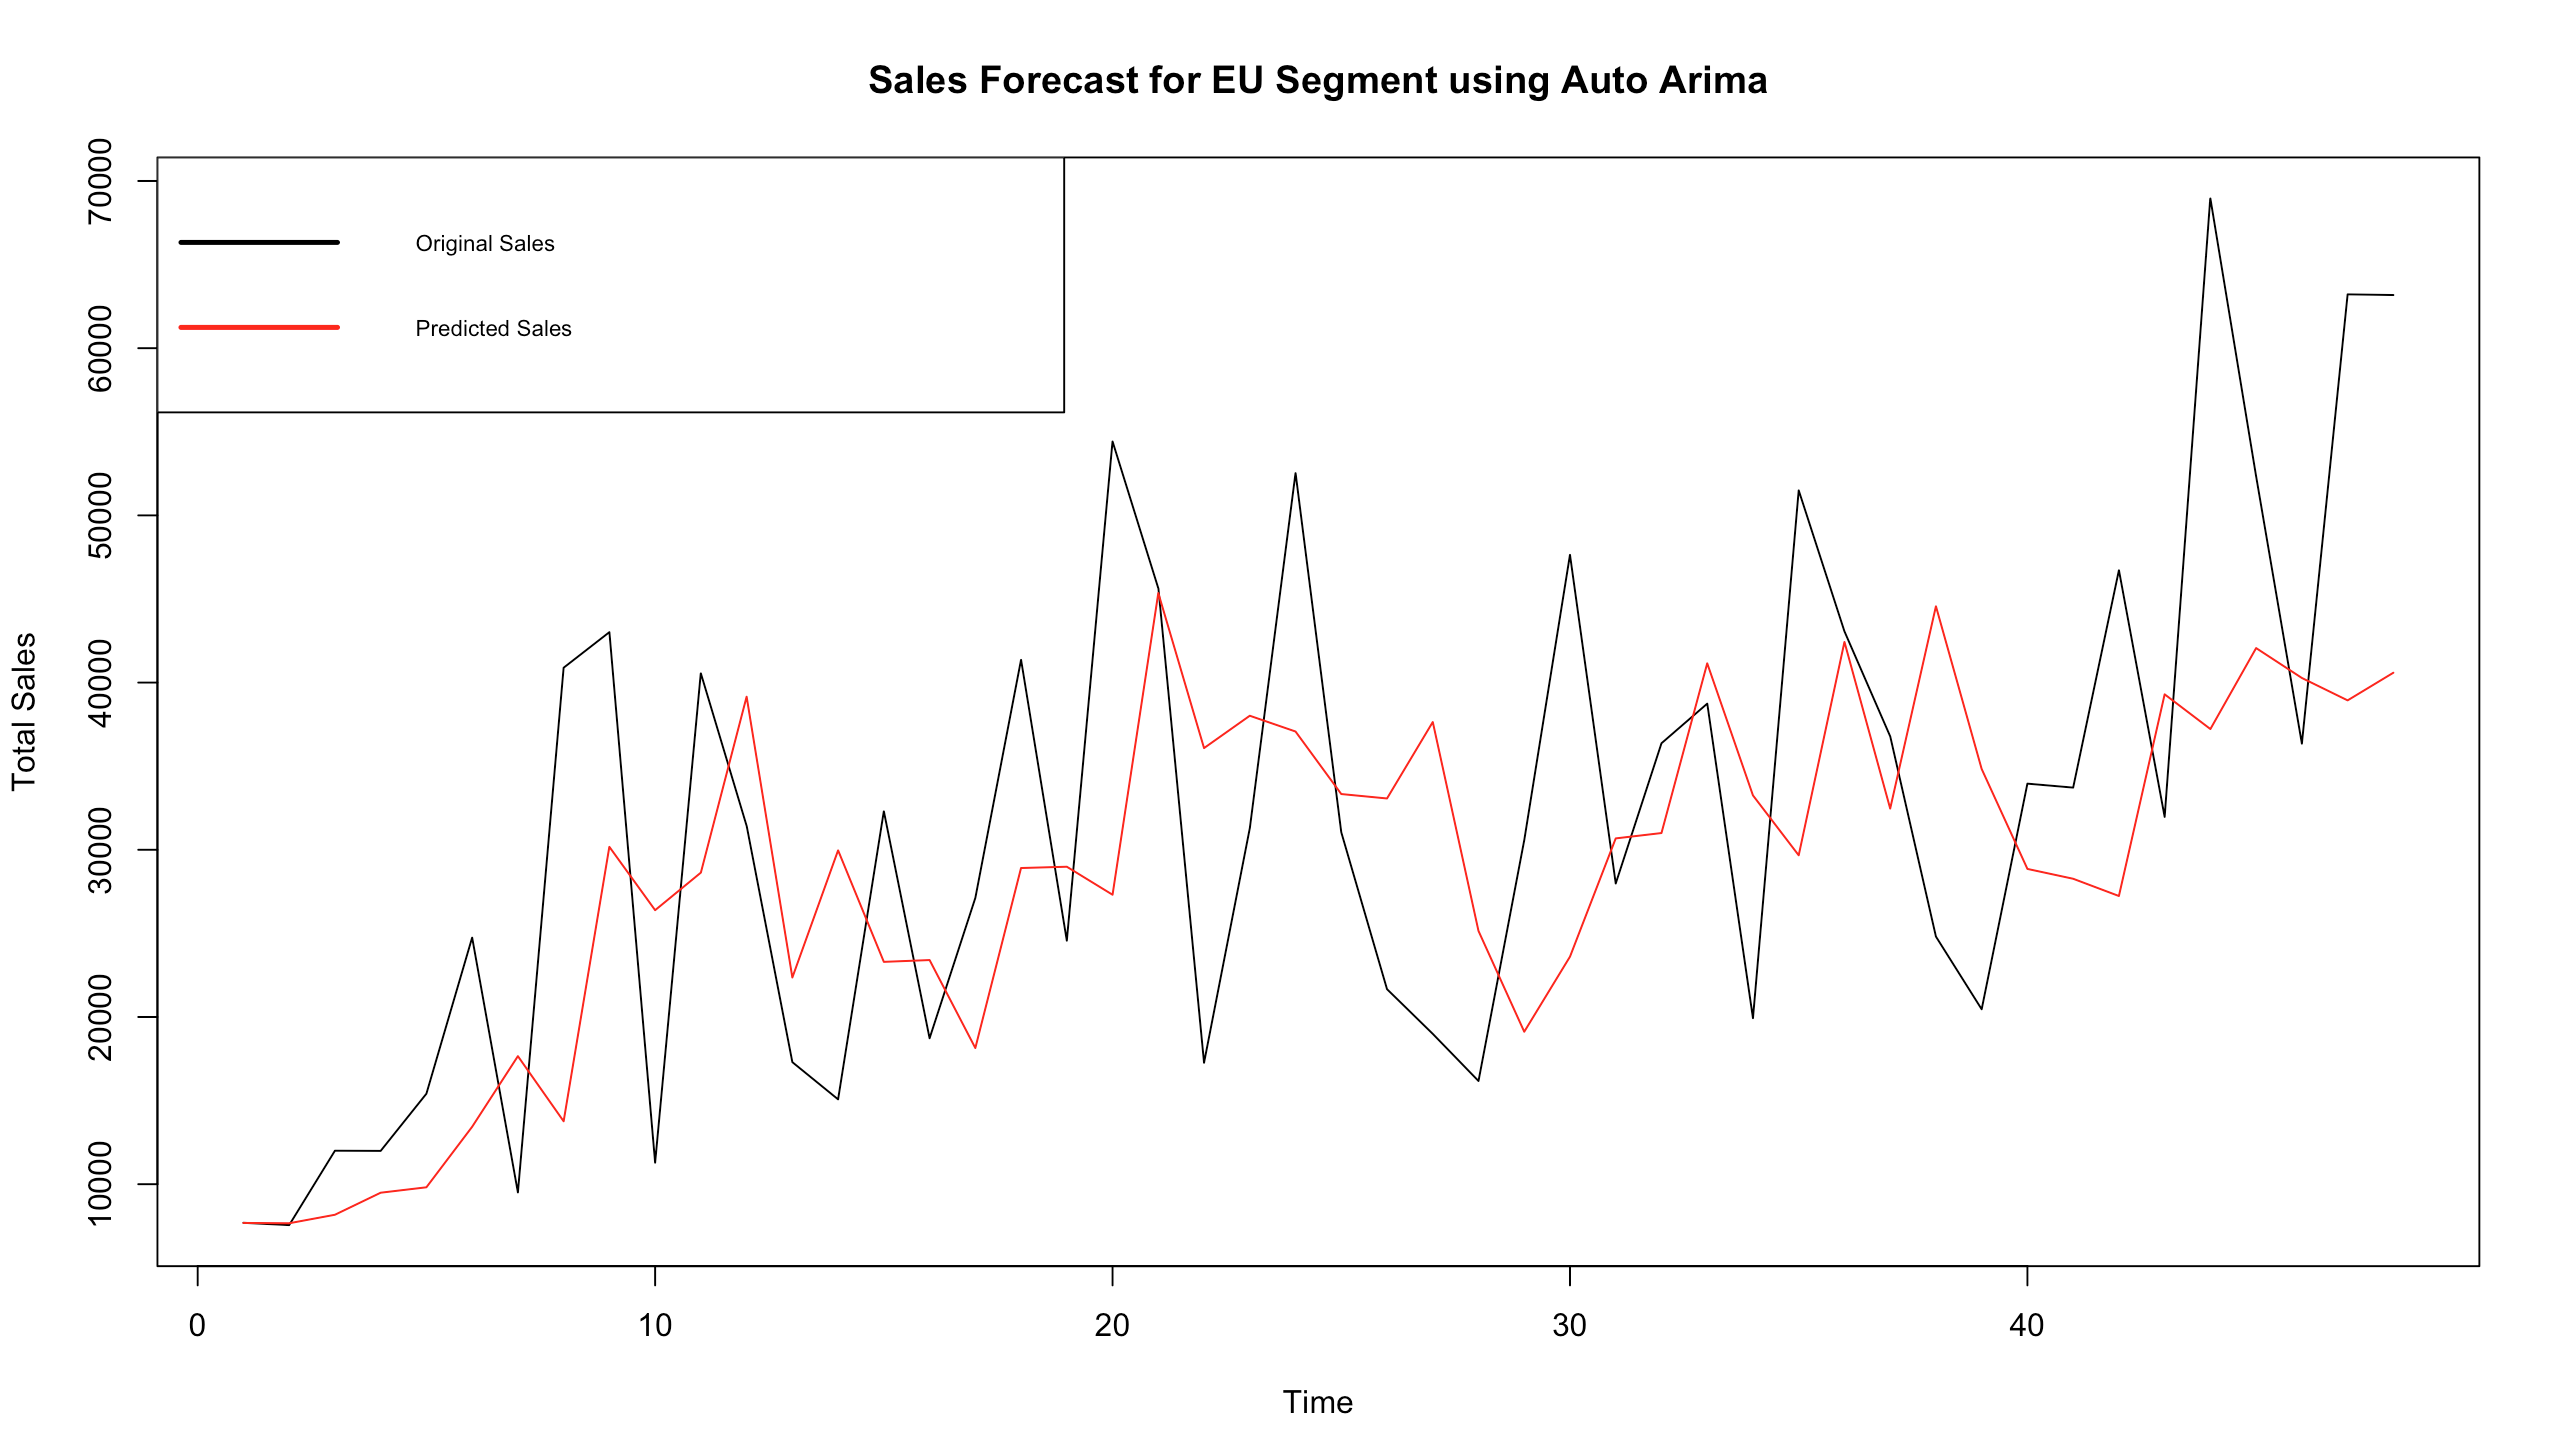 Sales Forecast for EU Segment using Auto Arima
Original Sales
Predicted Sales
Total Sales
70000
60000
50000
40000
30000
20000
10000
0 10 20 30 40
Time